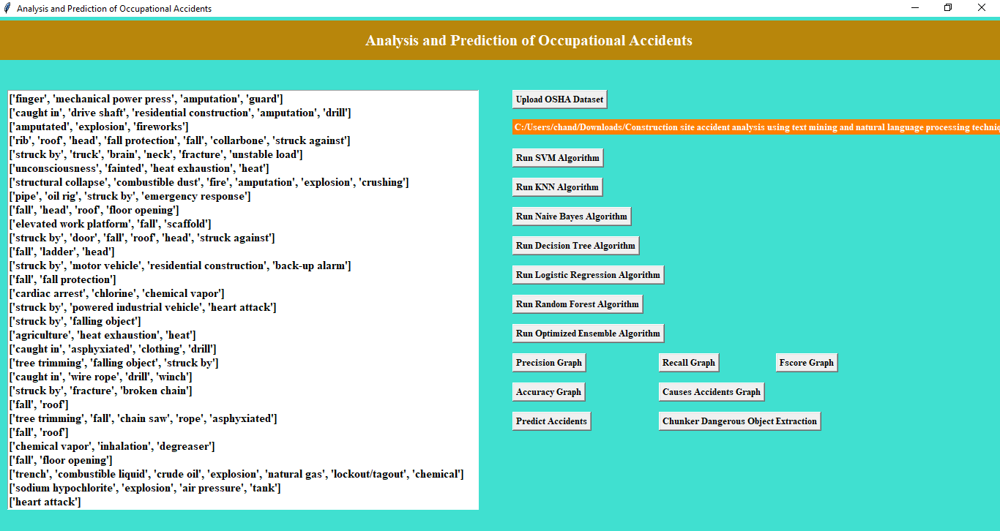 Analysis and Prediction of Occupational Accidents
Analysis and Prediction of Occupational Accidents
['finger', 'mechanical power press', 'amputation', 'guard']
['caught in', 'drive shaft', 'residential construction', 'amputation', 'drill']
['amputated', 'explosion', 'fireworks']
['rib', 'roof', 'head', 'fall protection', 'fall', 'collarbone', 'struck against']
['struck by', 'truck', 'brain', 'neck', 'fracture', 'unstable load']
['unconsciousness', 'fainted', 'heat exhaustion', 'heat']
['structural collapse', 'combustible dust', 'fire', 'amputation', 'explosion', 'crushing']
['pipe', 'oil rig', 'struck by', 'emergency response']
['fall', 'head', 'roof', 'floor opening']
['elevated work platform', 'fall', 'scaffold']
['struck by', 'door', 'fall', 'roof', 'head', 'struck against']
['fall', 'ladder', 'head']
['struck by', 'motor vehicle', 'residential construction', 'back-up alarm']
['fall', 'fall protection']
['cardiac arrest', 'chlorine', 'chemical vapor']
['struck by', 'powered industrial vehicle', 'heart attack']
['struck by', 'falling object']
['agriculture', 'heat exhaustion', 'heat']
['caught in', 'asphyxiated', 'clothing', 'drill']
['tree trimming', 'falling object', 'struck by']
['caught in', 'wire rope', 'drill', 'winch']
['struck by', 'fracture', 'broken chain']
['fall', 'roof']
['tree trimming', 'fall', 'chain saw', 'rope', 'asphyxiated']
['fall', 'roof']
['chemical vapor', 'inhalation', 'degreaser']
['fall', 'floor opening']
['trench', 'combustible liquid', 'crude oil', 'explosion', 'natural gas', 'lockout/tagout', 'chemical']
['sodium hypochlorite', 'explosion', 'air pressure', 'tank']
['heart attack']
Upload OSHA Dataset
C:/Users/chand/Downloads/Construction site accident analysis using text mining and natural language processing techniq
Run SVM Algorithm
Run KNN Algorithm
Run Naive Bayes Algorithm
Run Decision Tree Algorithm
Run Logistic Regression Algorithm
Run Random Forest Algorithm
Run Optimized Ensemble Algorithm
Precision Graph Recall Graph Fscore Graph
Accuracy Graph Causes Accidents Graph
Predict Accidents Chunker Dangerous Object Extraction